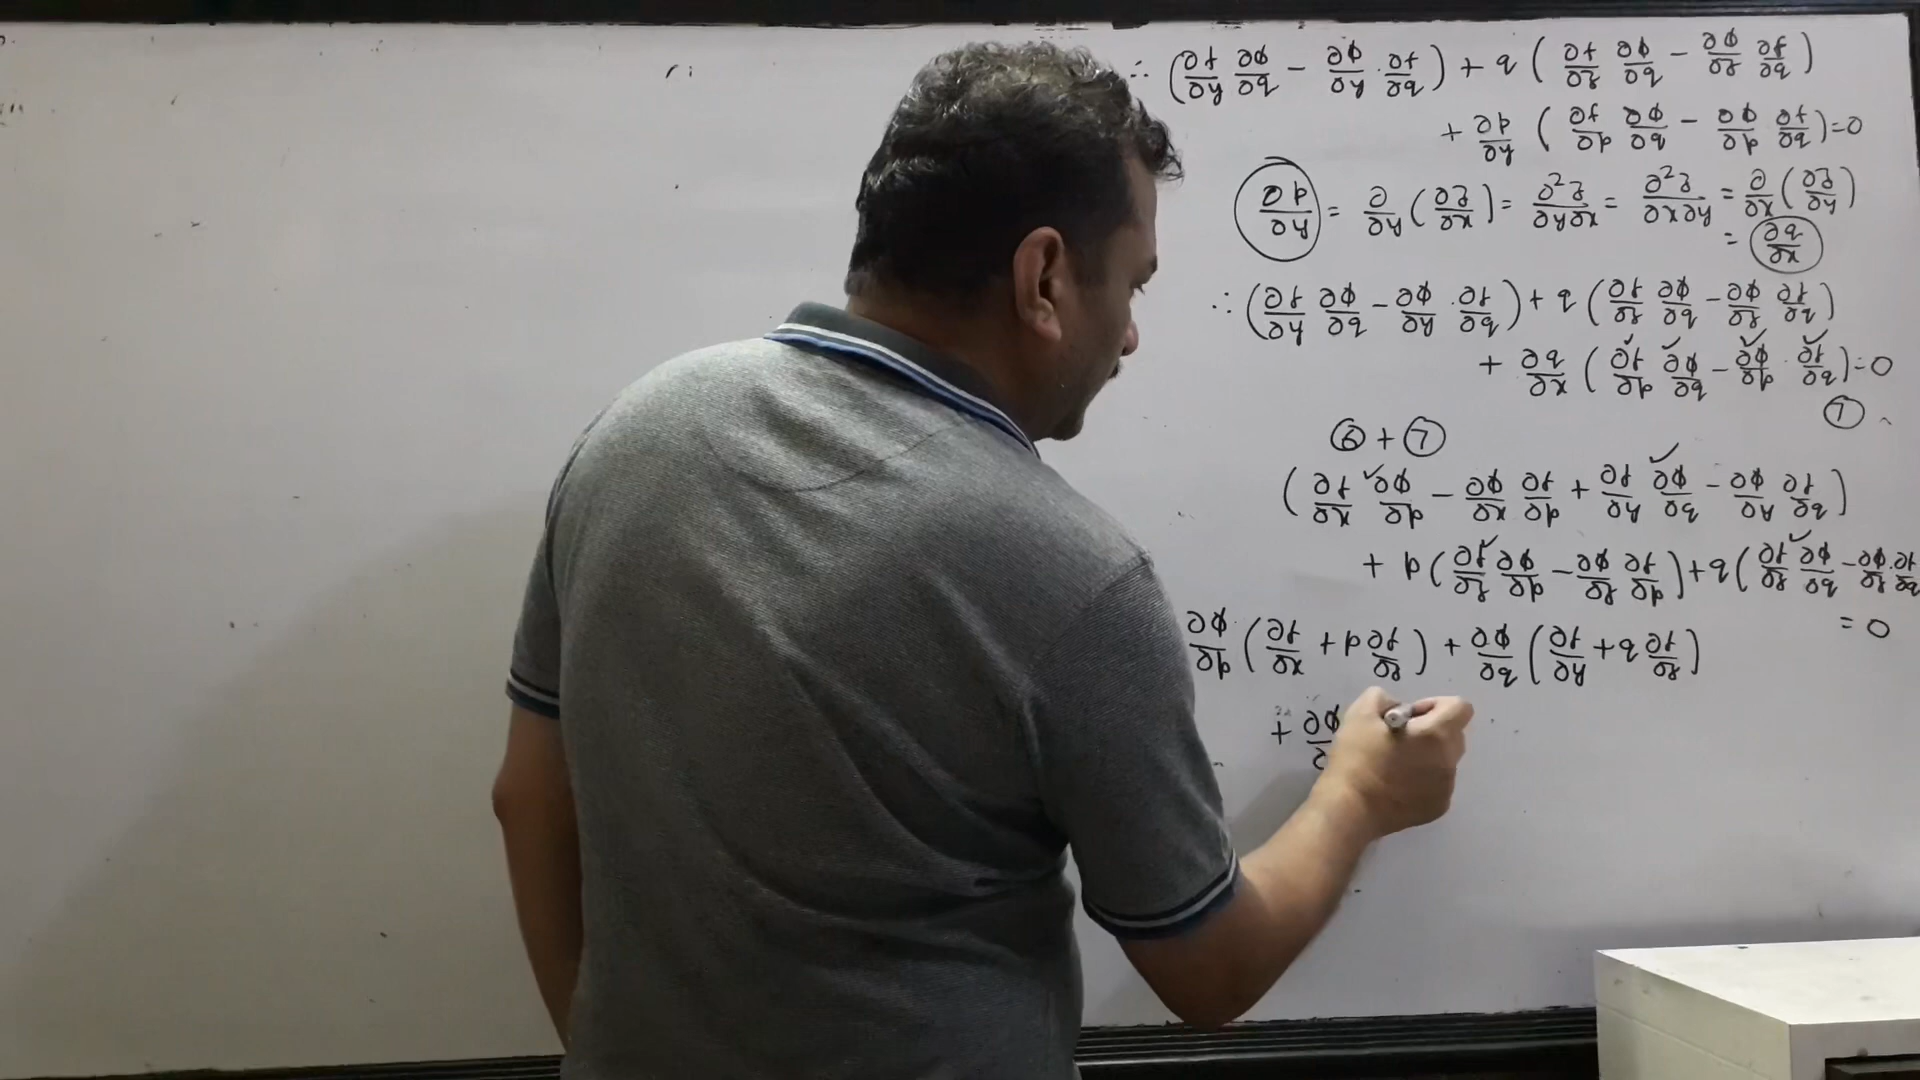 ∴ (∂f/∂y ∂φ/∂q − ∂φ/∂y · ∂f/∂q) + q (∂f/∂z ∂φ/∂q − ∂φ/∂z ∂f/∂q)
+ ∂p/∂y (∂f/∂p ∂φ/∂q − ∂φ/∂p ∂f/∂q) = 0
∂p/∂y = ∂/∂y (∂z/∂x) = ∂²z/∂y∂x = ∂²z/∂x∂y = ∂/∂x (∂z/∂y)
= ∂q/∂x
∴ (∂f/∂y ∂φ/∂q − ∂φ/∂y · ∂f/∂q) + q (∂f/∂z ∂φ/∂q − ∂φ/∂z ∂f/∂q)
+ ∂q/∂x (∂f/∂p ∂φ/∂q − ∂φ/∂p · ∂f/∂q) = 0
⑦
⑥ + ⑦
(∂f/∂x ∂φ/∂p − ∂φ/∂x ∂f/∂p + ∂f/∂y ∂φ/∂q − ∂φ/∂y ∂f/∂q)
+ p (∂f/∂z ∂φ/∂p − ∂φ/∂z ∂f/∂p) + q (∂f/∂z ∂φ/∂q − ∂φ/∂z · ∂f/∂q
= 0
∂φ/∂p (∂f/∂x + p ∂f/∂z) + ∂φ/∂q (∂f/∂y + q ∂f/∂z)
+ ∂φ/∂